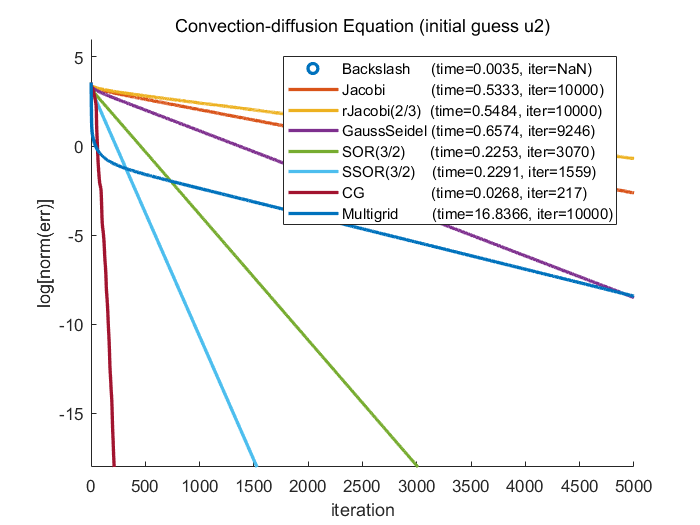 Convection-diffusion Equation (initial guess u2)
5
0
-5
-10
-15
log[norm(err)]
Backslash (time=0.0035, iter=NaN)
Jacobi (time=0.5333, iter=10000)
rJacobi(2/3) (time=0.5484, iter=10000)
GaussSeidel (time=0.6574, iter=9246)
SOR(3/2) (time=0.2253, iter=3070)
SSOR(3/2) (time=0.2291, iter=1559)
CG (time=0.0268, iter=217)
Multigrid (time=16.8366, iter=10000)
0 500 1000 1500 2000 2500 3000 3500 4000 4500 5000
iteration